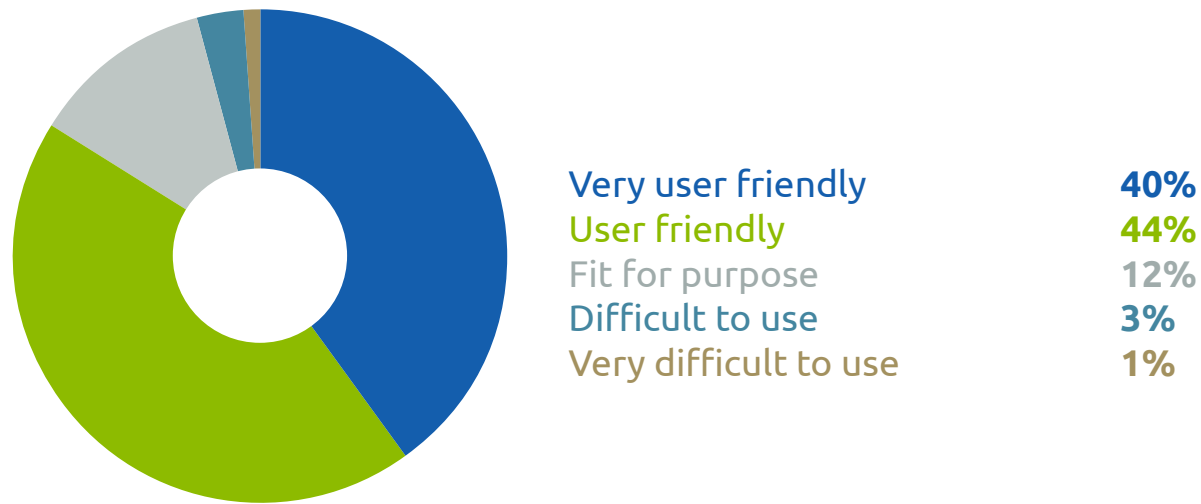 Very user friendly 40%
User friendly 44%
Fit for purpose 12%
Difficult to use 3%
Very difficult to use 1%